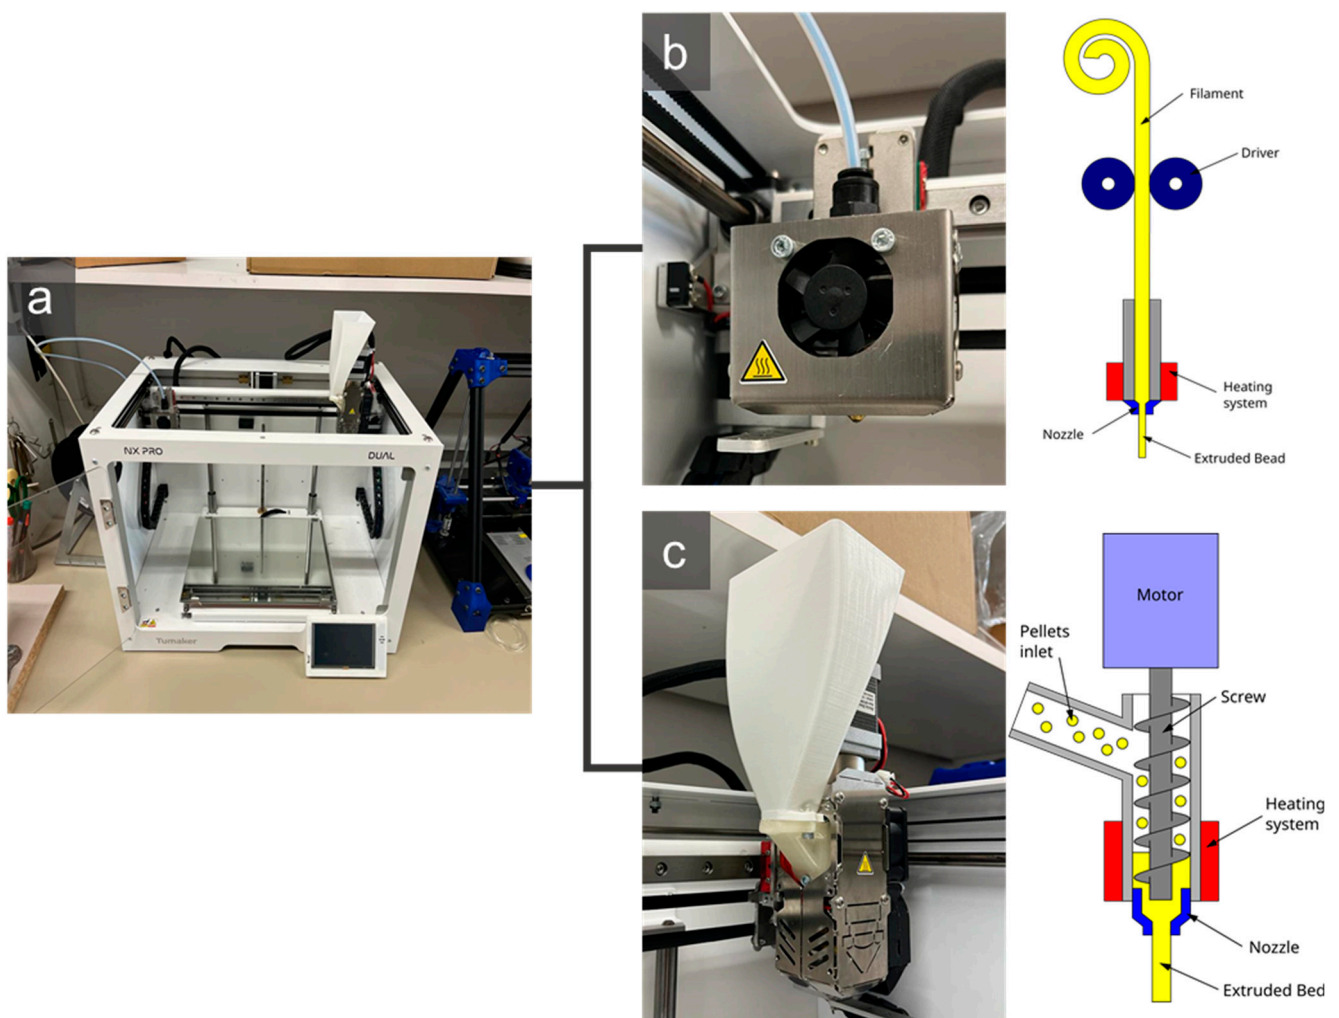 a
NX PRO
DUAL
Tumaker
b
Filament
Driver
Heating
system
Nozzle
Extruded Bead
c
Motor
Pellets
inlet
Screw
Heating
system
Nozzle
Extruded Bed